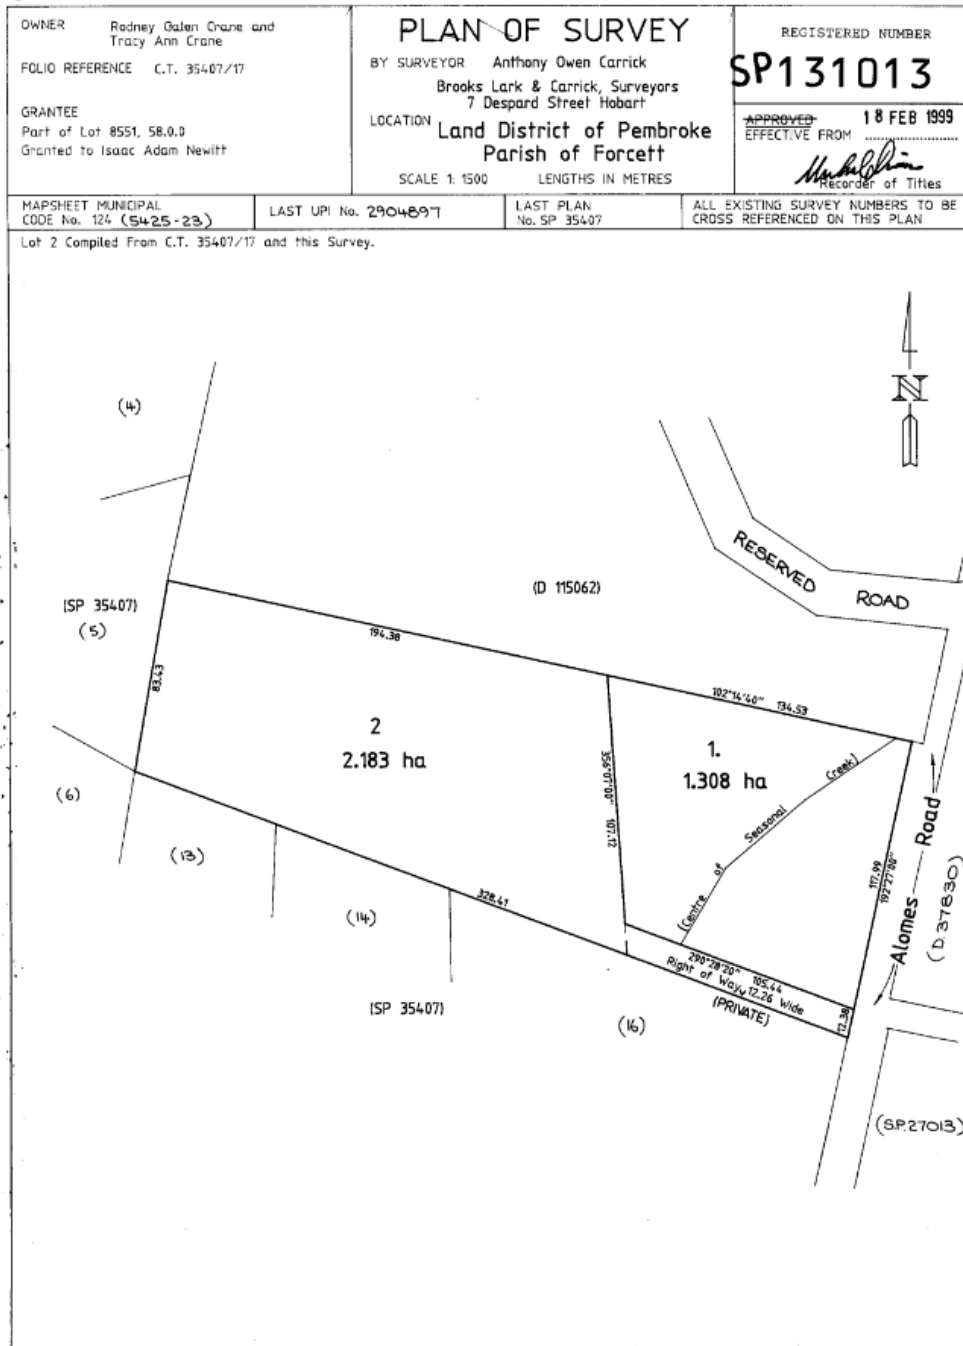 OWNER Rodney Galen Crane and
Tracy Ann Crane
FOLIO REFERENCE C.T. 35407/17
GRANTEE
Part of Lot 8551, 58.0.0
Granted to Isaac Adam Newitt
PLAN OF SURVEY
BY SURVEYOR Anthony Owen Carrick
Brooks Lark & Carrick, Surveyors
7 Despard Street Hobart
LOCATION Land District of Pembroke
Parish of Forcett
SCALE 1: 1500 LENGTHS IN METRES
REGISTERED NUMBER
SP131013
APPROVED
EFFECTIVE FROM 18 FEB 1999
Recorder of Titles
MAPSHEET MUNICIPAL
CODE No. 124 (5425-23)
LAST UPI No. 2904897
LAST PLAN
No. SP 35407
ALL EXISTING SURVEY NUMBERS TO BE
CROSS REFERENCED ON THIS PLAN
Lot 2 Compiled From C.T. 35407/17 and this Survey.
N
(4)
RESERVED ROAD
(D 115062)
(SP 35407)
(5)
194.38
83.43
102°14'40" 134.53
2
2.183 ha
1.
1.308 ha
356°07'00" 107.12
(Centre of Seasonal Creek)
117.99
192°27'00"
Alomes Road
(D.37830)
(6)
(13)
(14)
328.41
290°28'20" 105.44
Right of Way 12.26 Wide
(PRIVATE)
12.38
(SP 35407)
(16)
(S.P.27013)